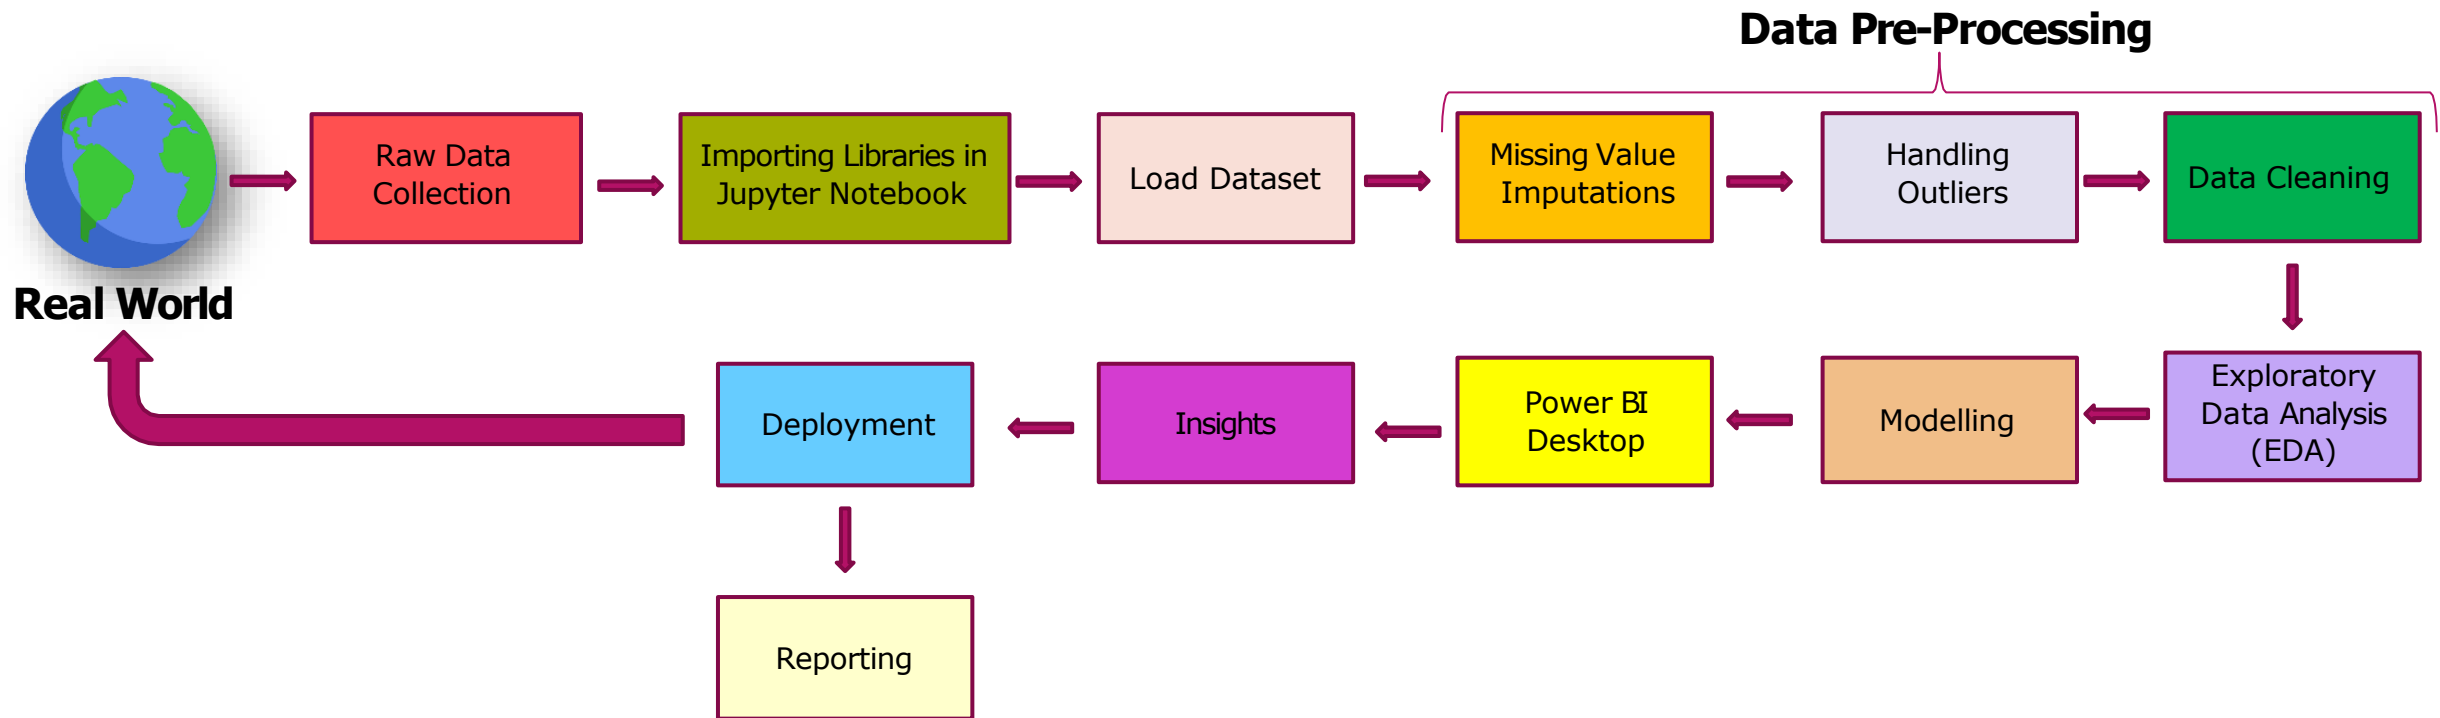 Data Pre-Processing
Raw Data
Collection
Importing Libraries in
Jupyter Notebook
Load Dataset
Missing Value
Imputations
Handling
Outliers
Data Cleaning
Real World
Deployment
Insights
Power BI
Desktop
Modelling
Exploratory
Data Analysis
(EDA)
Reporting